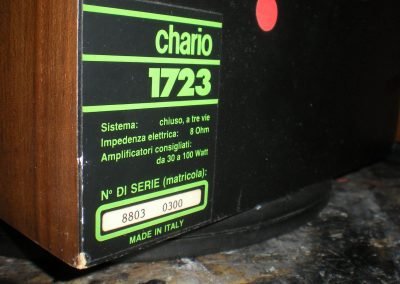 chario
1723
Sistema: chiuso, a tre vie
Impedenza elettrica: 8 Ohm
Amplificatori consigliati:
da 30 a 100 Watt
N° DI SERIE (matricola):
8803 0300
MADE IN ITALY